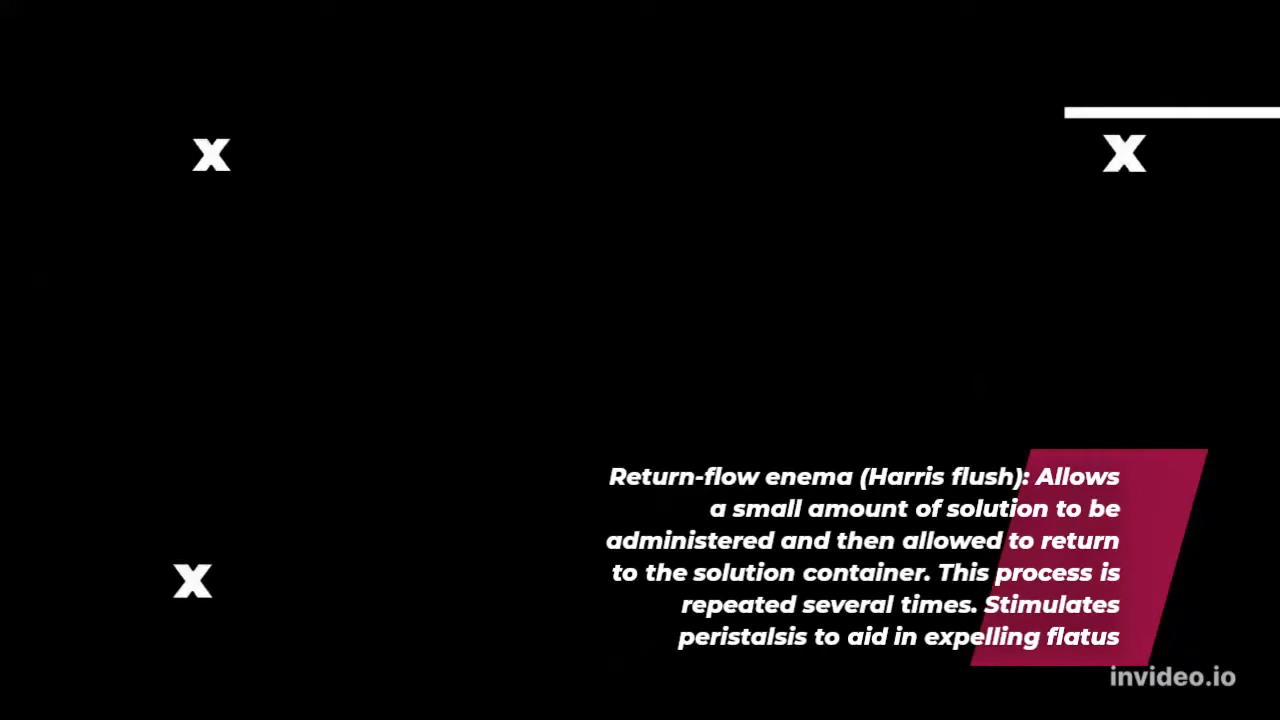 x
x
Return-flow enema (Harris flush): Allows
a small amount of solution to be
administered and then allowed to return
to the solution container. This process is
repeated several times. Stimulates
peristalsis to aid in expelling flatus
x
invideo.io